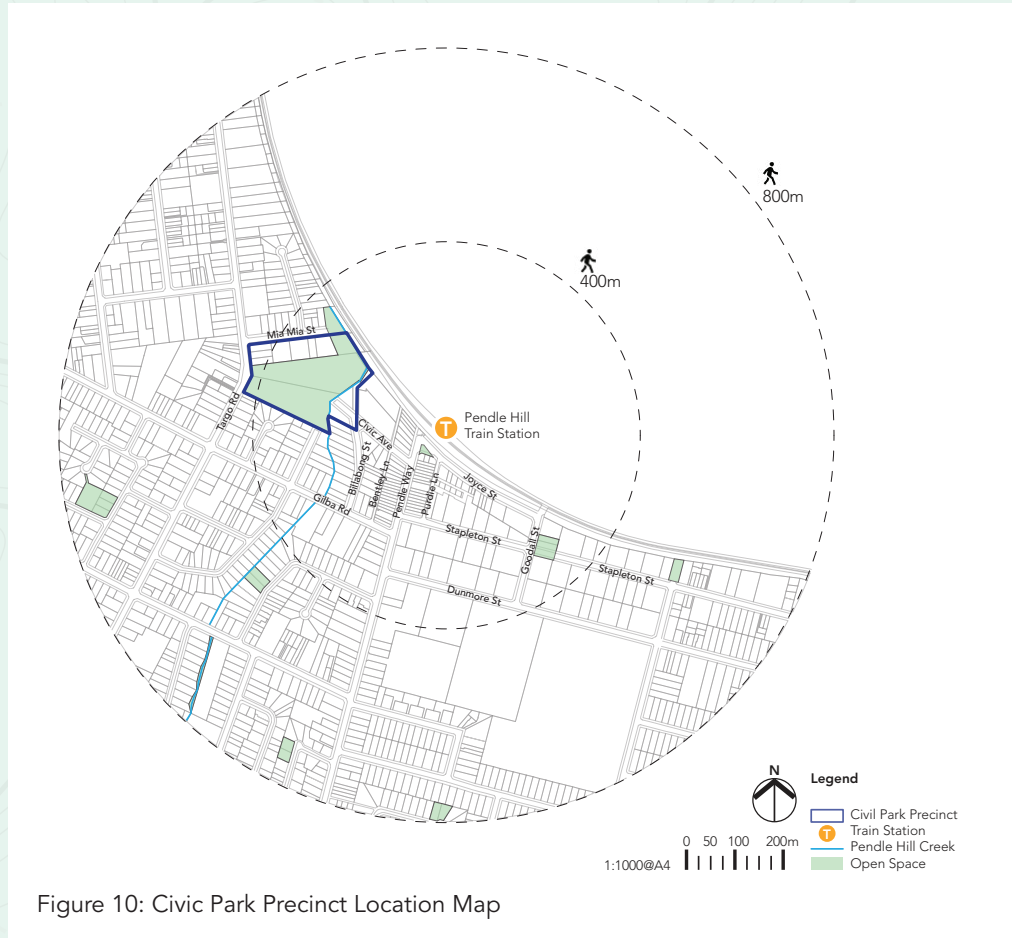 800m
400m
Mia Mia St
Targo Rd
T
Pendle Hill
Train Station
Civic Ave
Billabong St
Bentley Ln
Pendle Way
Purdie Ln
Joyce St
Gilba Rd
Stapleton St
Goodall St
Stapleton St
Dunmore St
N
Legend
Civil Park Precinct
T
Train Station
Pendle Hill Creek
Open Space
0 50 100 200m
1:1000@A4
Figure 10: Civic Park Precinct Location Map